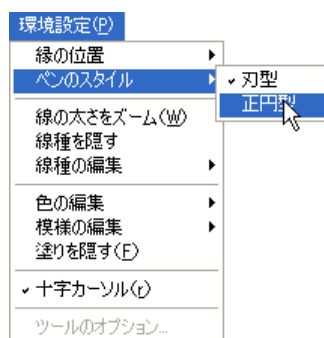 環境設定(P)
縁の位置
ペンのスタイル
刃型
正円型
線の太さをズーム(W)
線種を隠す
線種の編集
色の編集
模様の編集
塗りを隠す(F)
十字カーソル(r)
ツールのオプション...